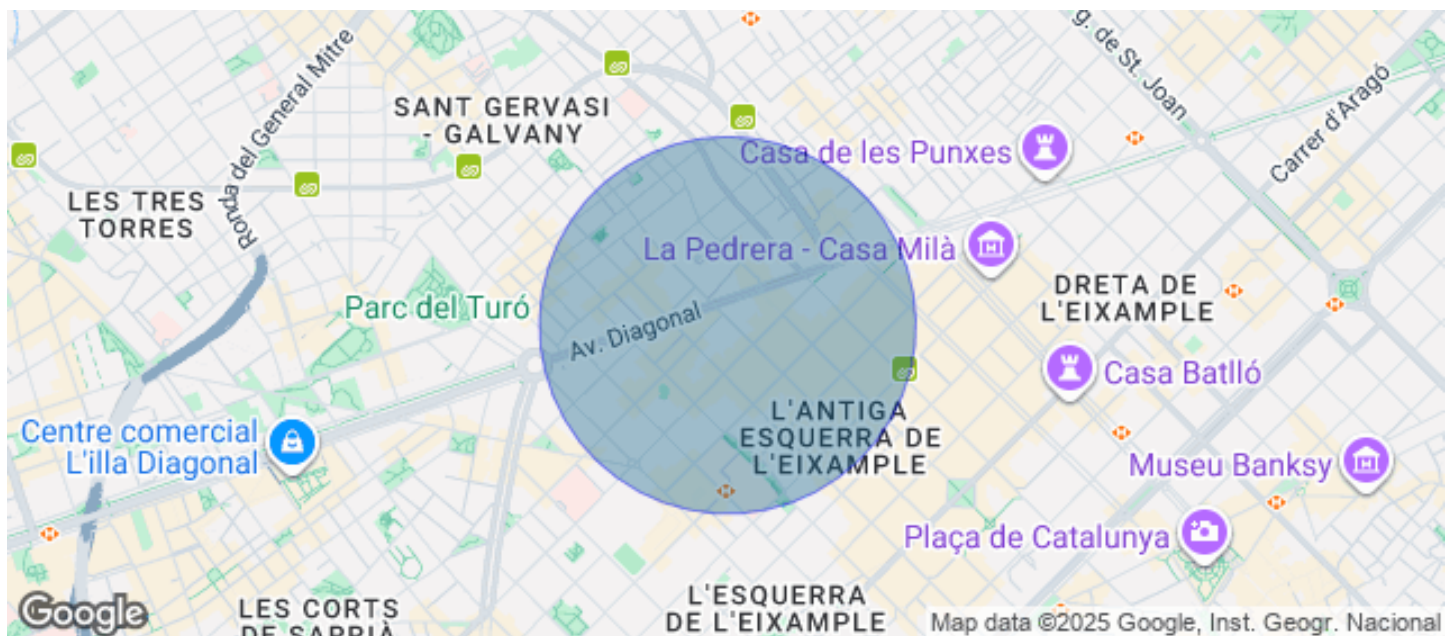 g. de St. Joan
Ronda del General Mitre
Carrer d'Aragó
SANT GERVASI
- GALVANY
Casa de les Punxes
LES TRES
TORRES
La Pedrera - Casa Milà
DRETA DE
L'EIXAMPLE
Parc del Turó
Av. Diagonal
Casa Batlló
L'ANTIGA
ESQUERRA DE
L'EIXAMPLE
Centre comercial
L'illa Diagonal
Museu Banksy
Plaça de Catalunya
L'ESQUERRA
DE L'EIXAMPLE
LES CORTS
DE SARRIÀ
Google
Map data ©2025 Google, Inst. Geogr. Nacional